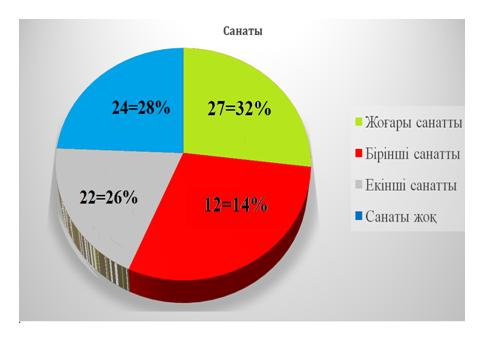 Санаты
24=28%
27=32%
22=26%
12=14%
Жоғары санатты
Бірінші санатты
Екінші санатты
Санаты жоқ